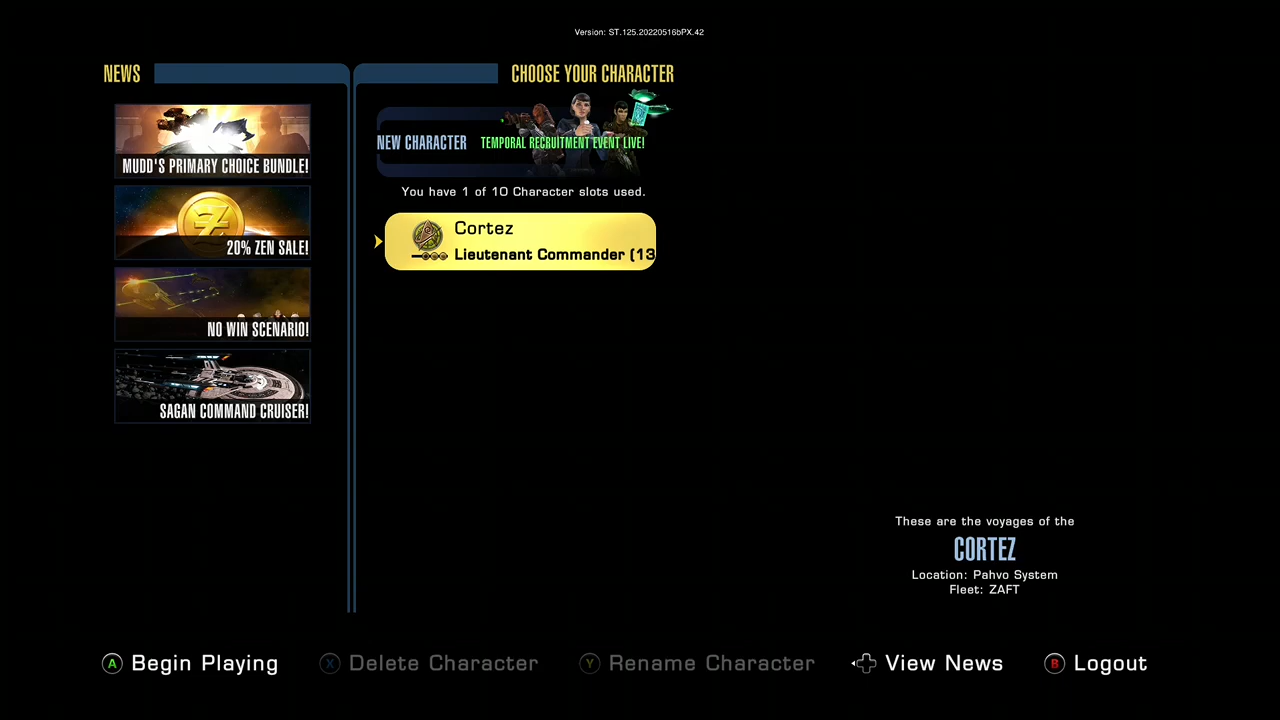 Version: ST.125.20220516bPX.42
NEWS
MUDD'S PRIMARY CHOICE BUNDLE!
20% ZEN SALE!
NO WIN SCENARIO!
SAGAN COMMAND CRUISER!
CHOOSE YOUR CHARACTER
NEW CHARACTER
TEMPORAL RECRUITMENT EVENT LIVE!
You have 1 of 10 Character slots used.
Cortez
Lieutenant Commander (13
These are the voyages of the
CORTEZ
Location: Pahvo System
Fleet: ZAFT
A Begin Playing
X Delete Character
Y Rename Character
View News
B Logout